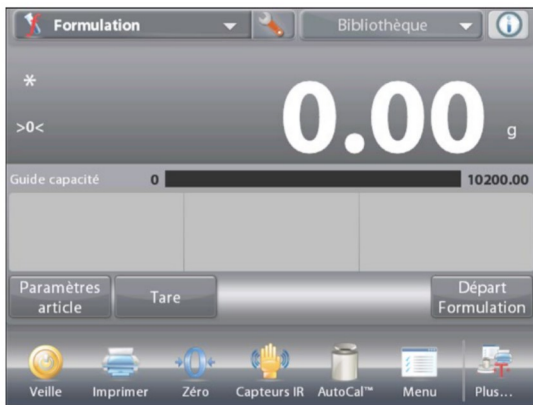 Formulation Bibliothèque
*
>0< 0.00 g
Guide capacité 0 10200.00
Paramètres article Tare Départ Formulation
Veille Imprimer Zéro Capteurs IR AutoCal™ Menu Plus...